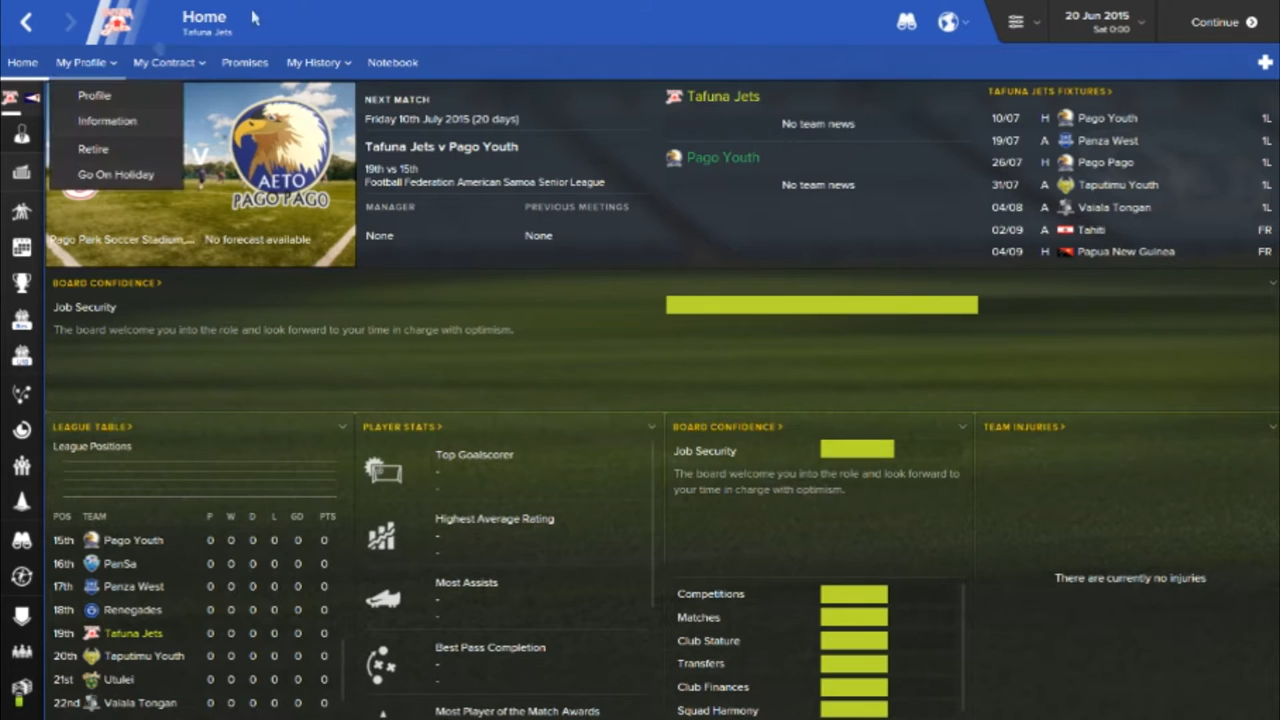 Home
Tafuna Jets
20 Jun 2015
Sat 0:00
Continue
Home
My Profile
My Contract
Promises
My History
Notebook
Profile
Information
Retire
Go On Holiday
V
AETO
PAGO PAGO
Pago Park Soccer Stadium,...
No forecast available
NEXT MATCH
Friday 10th July 2015 (20 days)
Tafuna Jets v Pago Youth
19th vs 15th
Football Federation American Samoa Senior League
MANAGER
PREVIOUS MEETINGS
None
None
Tafuna Jets
No team news
Pago Youth
No team news
TAFUNA JETS FIXTURES>
10/07 H Pago Youth 1L
19/07 A Panza West 1L
26/07 H Pago Pago 1L
31/07 A Taputimu Youth 1L
04/08 A Vaiala Tongan 1L
02/09 A Tahiti FR
04/09 H Papua New Guinea FR
BOARD CONFIDENCE>
Job Security
The board welcome you into the role and look forward to your time in charge with optimism.
LEAGUE TABLE>
League Positions
POS TEAM P W D L GD PTS
15th Pago Youth 0 0 0 0 0 0
16th PanSa 0 0 0 0 0 0
17th Panza West 0 0 0 0 0 0
18th Renegades 0 0 0 0 0 0
19th Tafuna Jets 0 0 0 0 0 0
20th Taputimu Youth 0 0 0 0 0 0
21st Utulei 0 0 0 0 0 0
22nd Vaiala Tongan 0 0 0 0 0 0
PLAYER STATS>
Top Goalscorer
-
-
Highest Average Rating
-
-
Most Assists
-
-
Best Pass Completion
-
-
Most Player of the Match Awards
BOARD CONFIDENCE>
Job Security
The board welcome you into the role and look forward to
your time in charge with optimism.
Competitions
Matches
Club Stature
Transfers
Club Finances
Squad Harmony
TEAM INJURIES>
There are currently no injuries